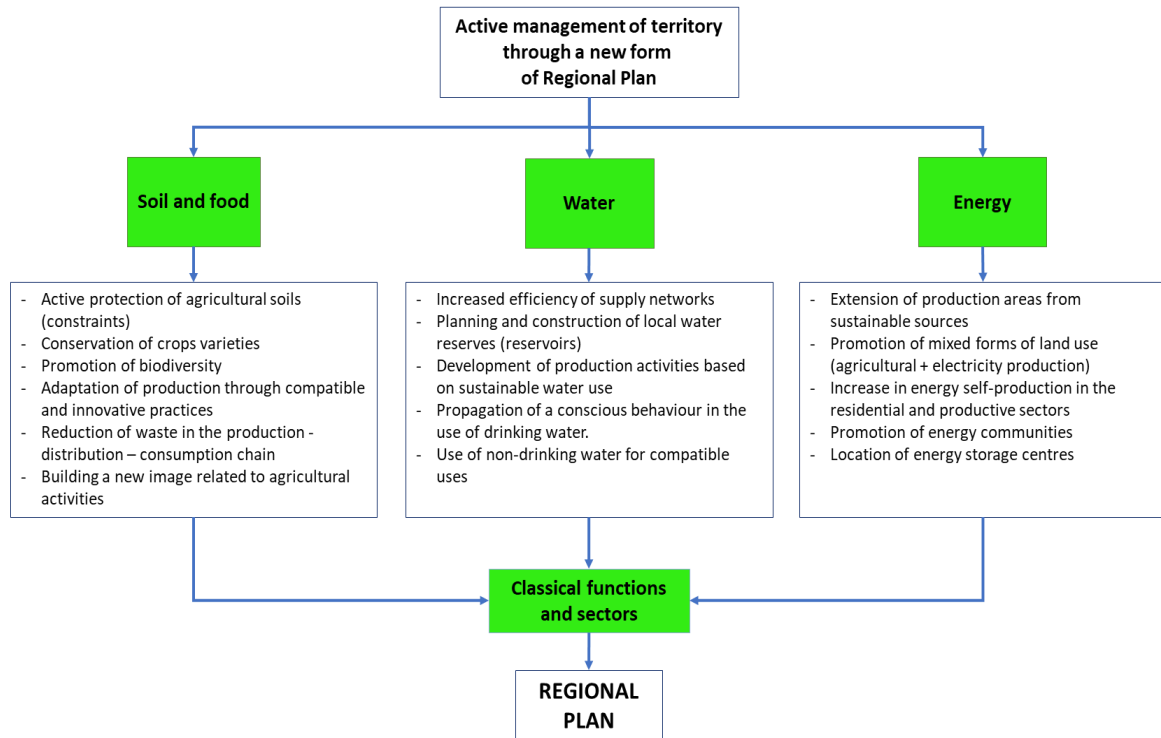 Active management of territory
through a new form
of Regional Plan
Soil and food
Water
Energy
- Active protection of agricultural soils
(constraints)
- Conservation of crops varieties
- Promotion of biodiversity
- Adaptation of production through compatible
and innovative practices
- Reduction of waste in the production -
distribution – consumption chain
- Building a new image related to agricultural
activities
- Increased efficiency of supply networks
- Planning and construction of local water
reserves (reservoirs)
- Development of production activities based
on sustainable water use
- Propagation of a conscious behaviour in the
use of drinking water.
- Use of non-drinking water for compatible
uses
- Extension of production areas from
sustainable sources
- Promotion of mixed forms of land use
(agricultural + electricity production)
- Increase in energy self-production in the
residential and productive sectors
- Promotion of energy communities
- Location of energy storage centres
Classical functions
and sectors
REGIONAL
PLAN